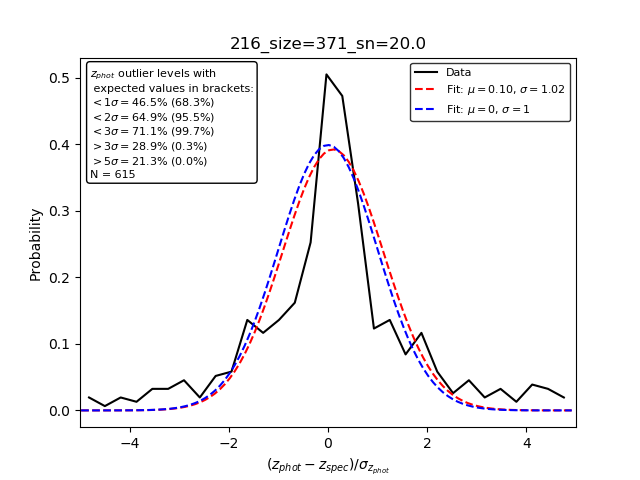 216_size=371_sn=20.0
z_phot outlier levels with
expected values in brackets:
<1σ=46.5% (68.3%)
<2σ=64.9% (95.5%)
<3σ=71.1% (99.7%)
>3σ=28.9% (0.3%)
>5σ=21.3% (0.0%)
N = 615
Data
Fit: μ=0.10, σ=1.02
Fit: μ=0, σ=1
0.5
0.4
0.3
0.2
0.1
0.0
Probability
−4 −2 0 2 4
(z_phot − z_spec)/σ_z_phot